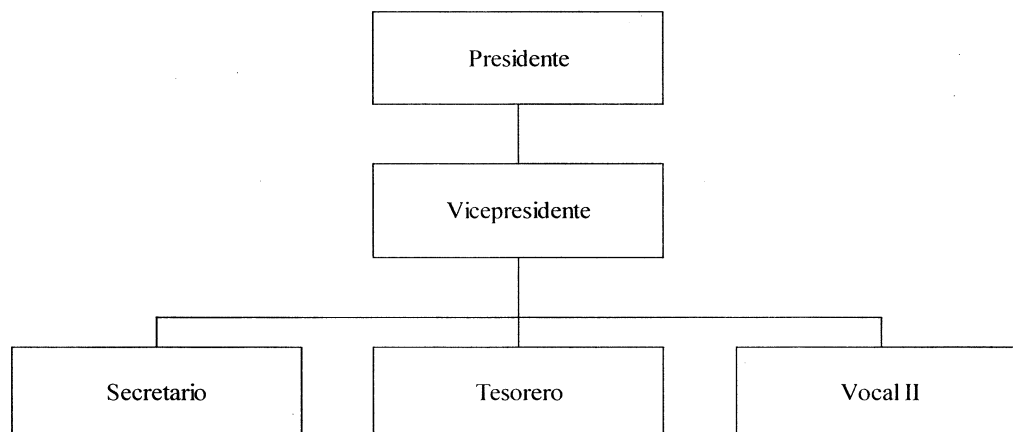 Presidente
Vicepresidente
Secretario
Tesorero
Vocal II